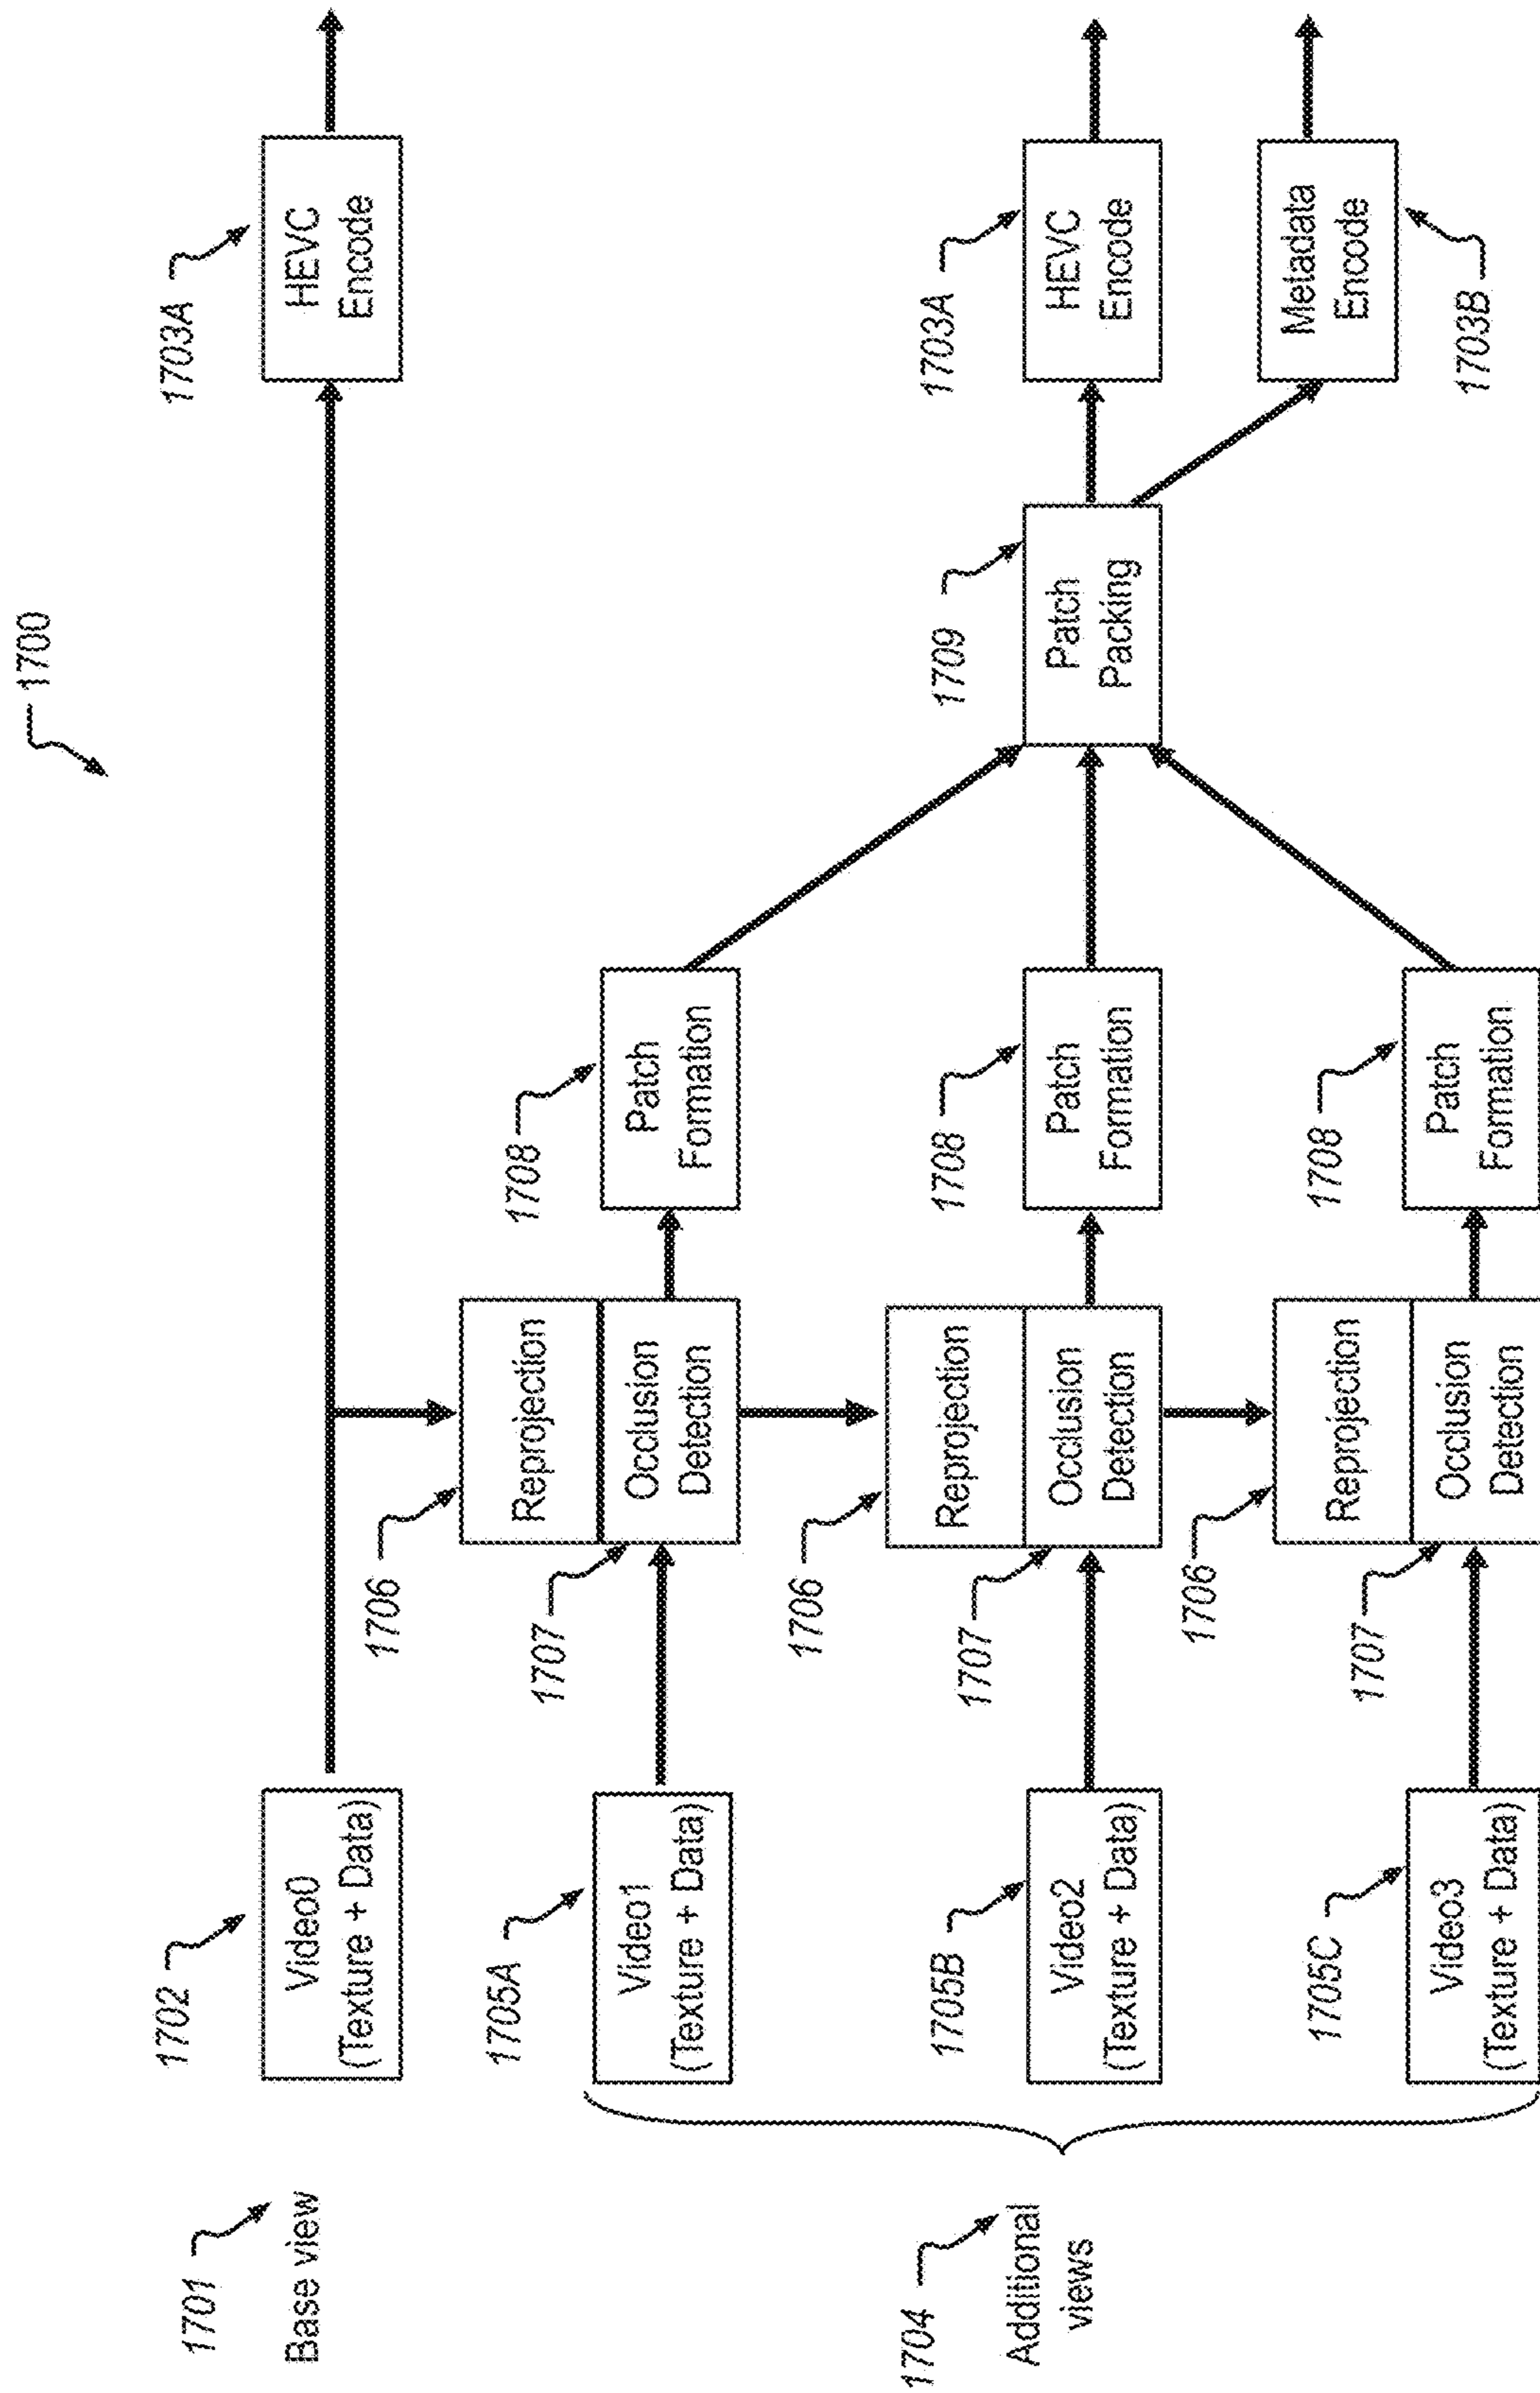 1700
1701
Base view
1702
Video0
(Texture + Data)
1703A
HEVC
Encode
1704
Additional
views
1705A
Video1
(Texture + Data)
1706
Reprojection
1707
Occlusion
Detection
1708
Patch
Formation
1705B
Video2
(Texture + Data)
1706
Reprojection
1707
Occlusion
Detection
1708
Patch
Formation
1709
Patch
Packing
1703A
HEVC
Encode
1705C
Video3
(Texture + Data)
1706
Reprojection
1707
Occlusion
Detection
1708
Patch
Formation
Metadata
Encode
1703B